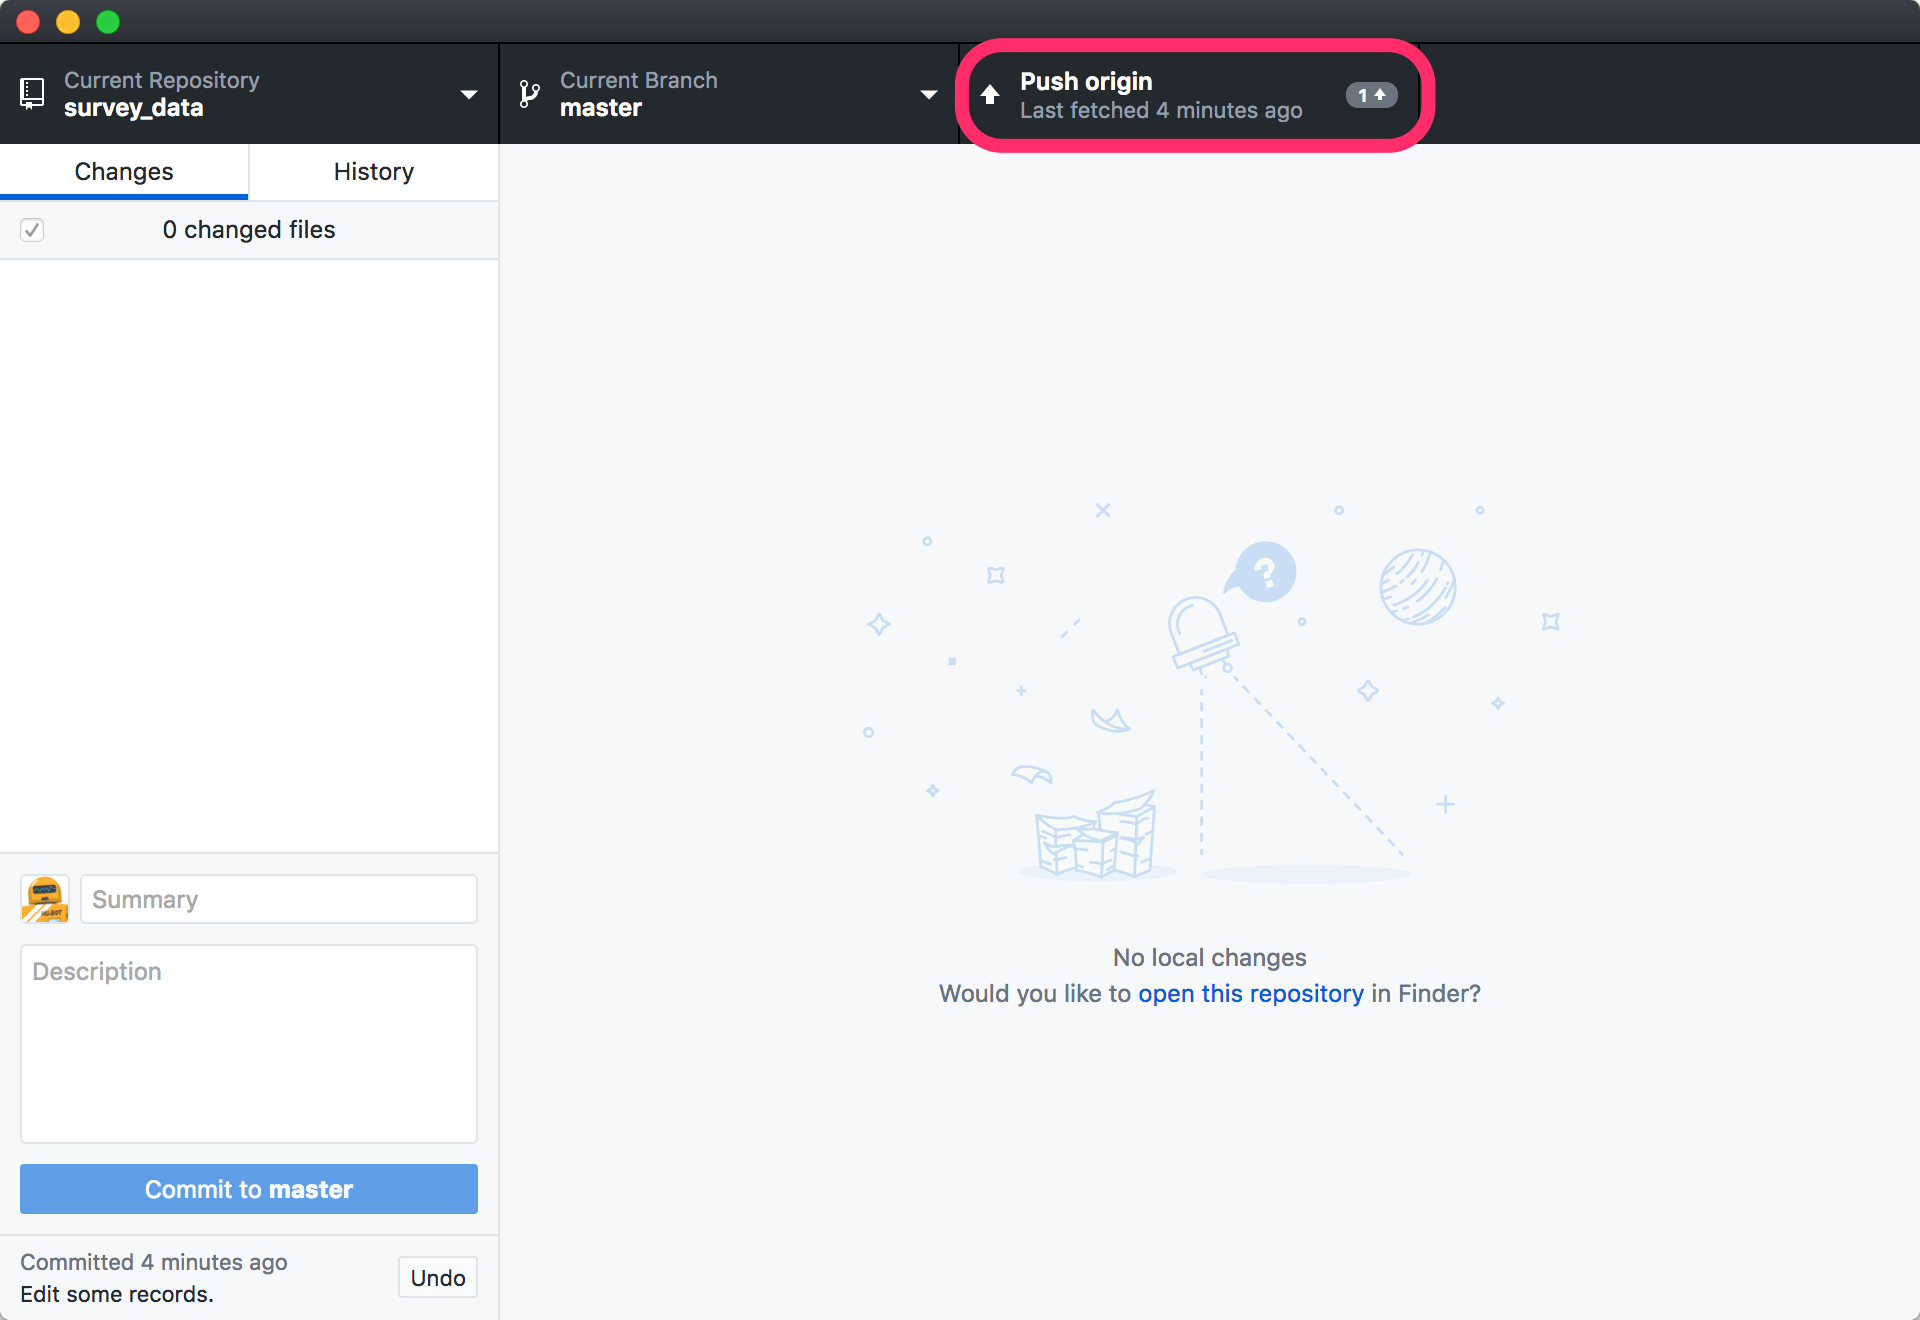 Current Repository
survey_data
Current Branch
master
Push origin
Last fetched 4 minutes ago
1
Changes
History
0 changed files
?
No local changes
Would you like to open this repository in Finder?
Summary
Description
Commit to master
Committed 4 minutes ago
Edit some records.
Undo